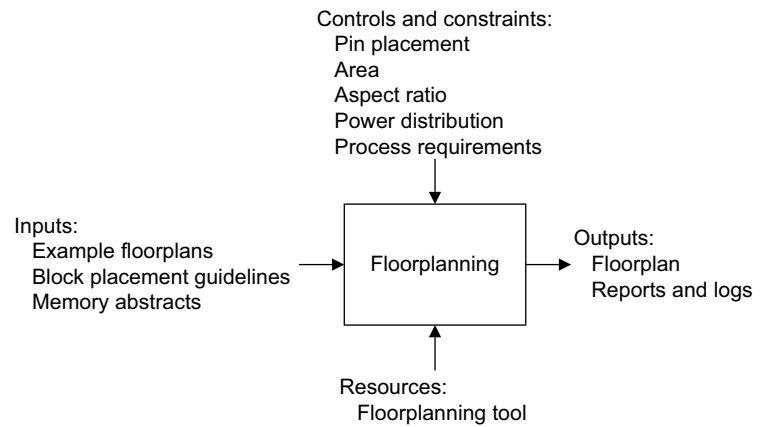 Controls and constraints:
Pin placement
Area
Aspect ratio
Power distribution
Process requirements
Inputs:
Example floorplans
Block placement guidelines
Memory abstracts
Floorplanning
Outputs:
Floorplan
Reports and logs
Resources:
Floorplanning tool